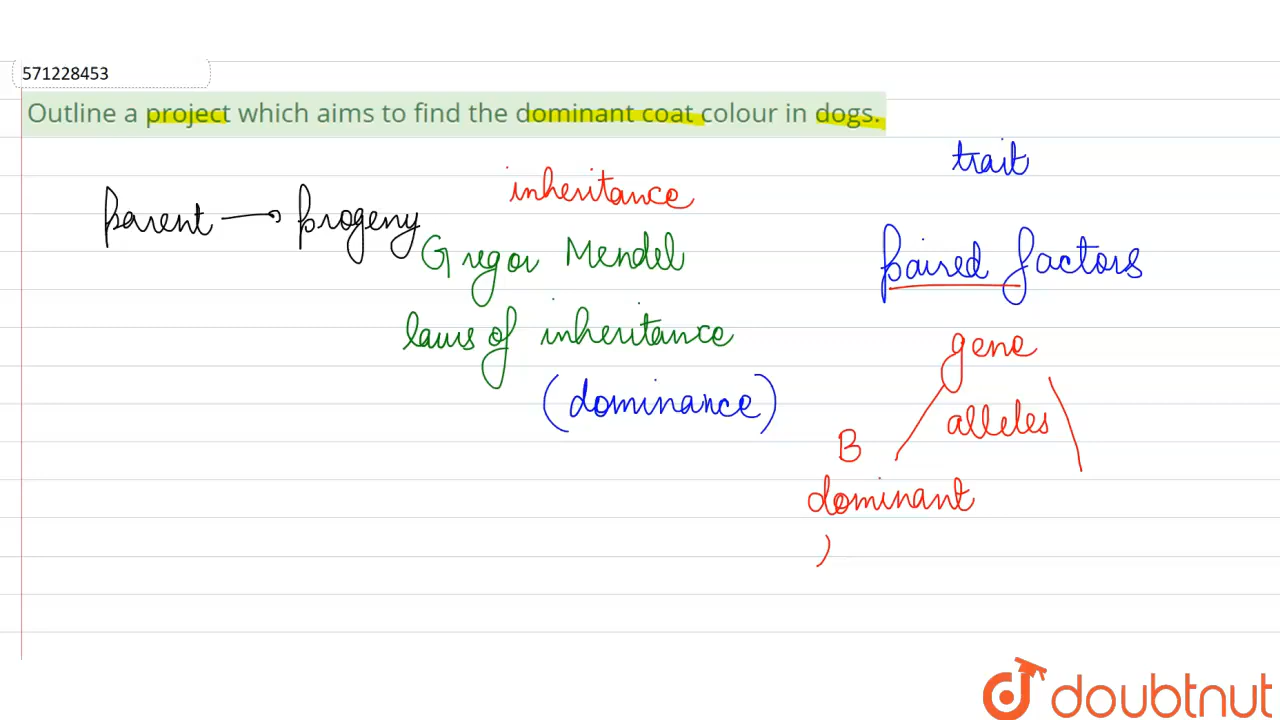 571228453
Outline a project which aims to find the dominant coat colour in dogs.
trait
inheritance
parent → progeny
Gregor Mendel
paired factors
laws of inheritance
gene
(dominance)
alleles
B
dominant
)
doubtnut